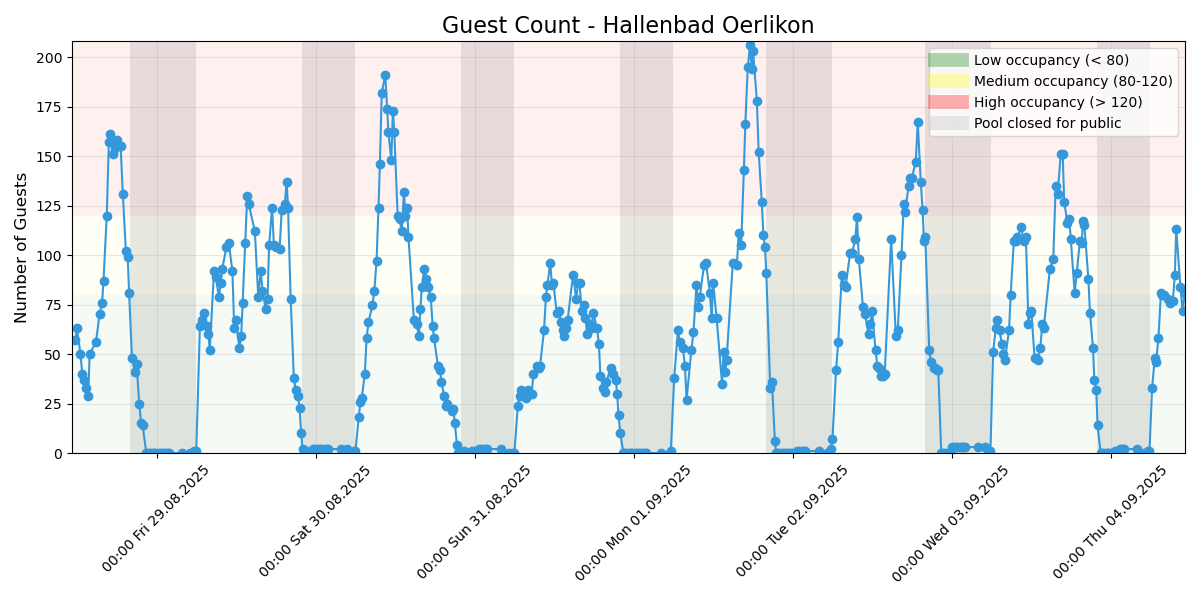 Guest Count - Hallenbad Oerlikon
Number of Guests
200
175
150
125
100
75
50
25
0
Low occupancy (< 80)
Medium occupancy (80-120)
High occupancy (> 120)
Pool closed for public
00:00 Fri 29.08.2025
00:00 Sat 30.08.2025
00:00 Sun 31.08.2025
00:00 Mon 01.09.2025
00:00 Tue 02.09.2025
00:00 Wed 03.09.2025
00:00 Thu 04.09.2025